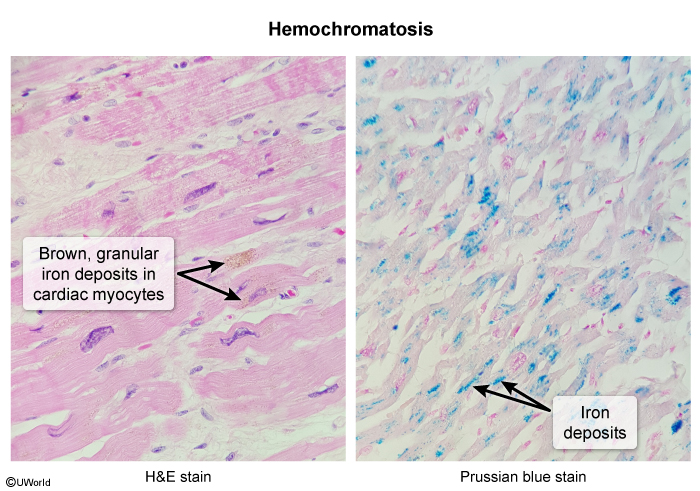 Hemochromatosis
Brown, granular
iron deposits in
cardiac myocytes
Iron
deposits
H&E stain
Prussian blue stain
©UWorld